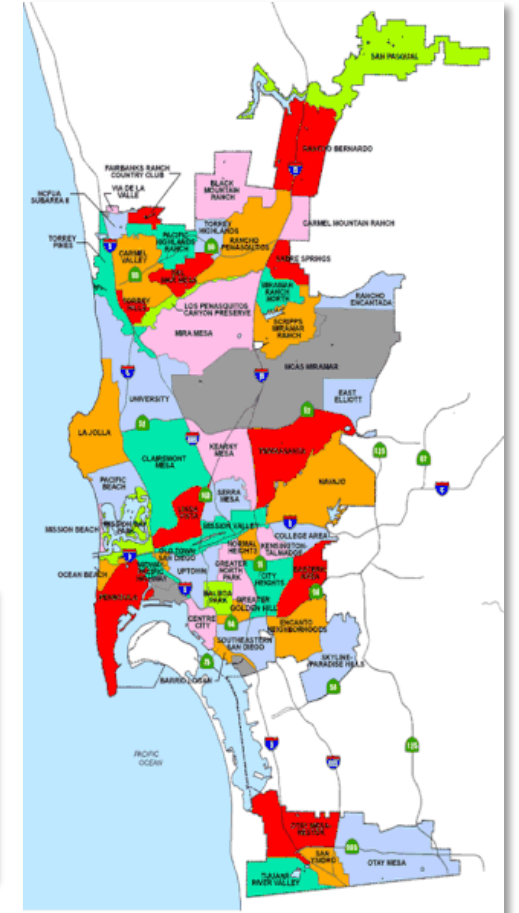 SAN PASQUAL
BERNARDO
FAIRBANKS RANCH
COUNTRY CLUB
VIA DE LA
VALLE
NCFUA
SUBAREA II
BLACK
MOUNTAIN
RANCH
TORREY
HIGHLANDS
CARMEL MOUNTAIN RANCH
TORREY
PINES
PACIFIC
HIGHLANDS
RANCH
RANCHO
PENASQUITOS
CARMEL
VALLEY
SPRINGS
MIRAMAR
RANCH
NORTH
RANCHO
ENCANTADA
LOS PENASQUITOS
CANYON PRESERVE
MIRA MESA
SCRIPPS
MIRAMAR
RANCH
MCAS MIRAMAR
EAST
ELLIOTT
UNIVERSITY
LA JOLLA
CLAIREMONT
MESA
KEARNY
MESA
NAVAJO
PACIFIC
BEACH
SERRA
MESA
MISSION BEACH
MISSION BAY
PARK
MISSION VALLEY
COLLEGE AREA
OLD TOWN
SAN DIEGO
NORMAL
HEIGHTS
KENSINGTON-
TALMADGE
OCEAN BEACH
UPTOWN
GREATER
NORTH
PARK
CITY
HEIGHTS
BALBOA
PARK
GREATER
GOLDEN HILL
CENTRE
CITY
ENCANTO
NEIGHBORHOODS
SOUTHEASTERN
SAN DIEGO
SKYLINE-
PARADISE HILLS
BARRIO LOGAN
PACIFIC
OCEAN
SAN
YSIDRO
OTAY MESA
TIJUANA
RIVER VALLEY